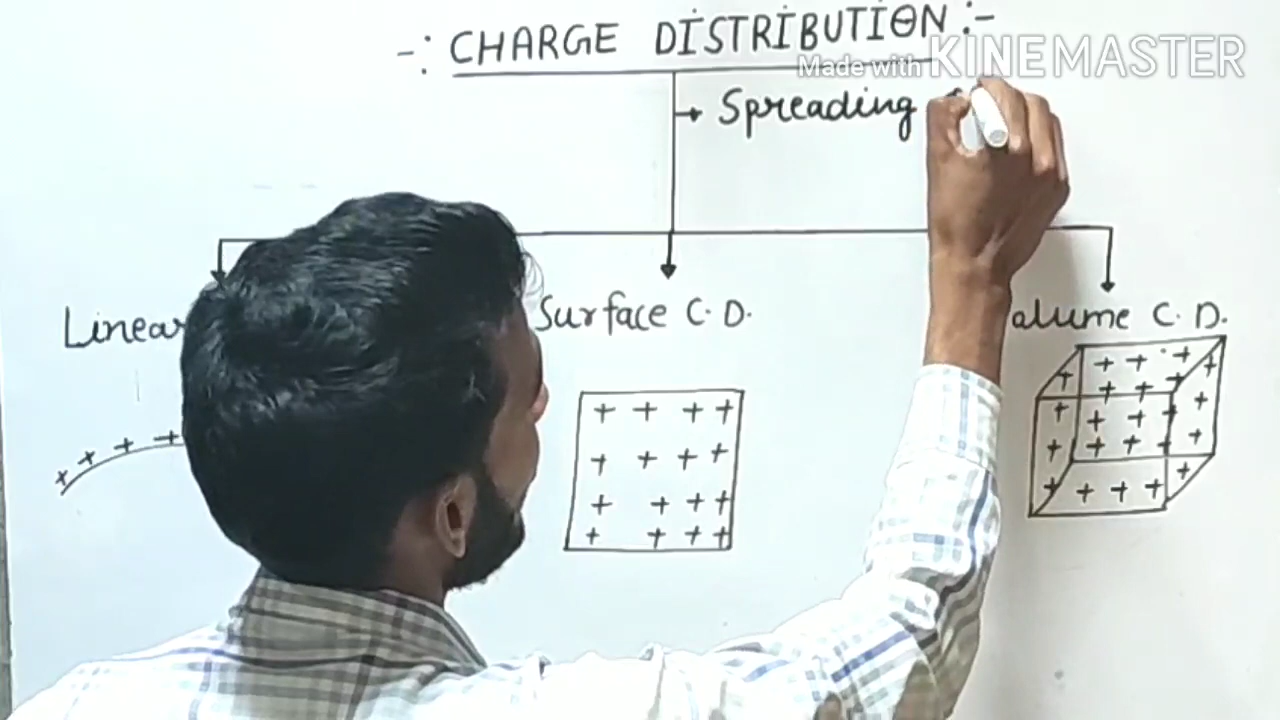 -: CHARGE DISTRIBUTION :-
Made with KINEMASTER
→ Spreading
Linear
Surface C. D.
alume C. D.